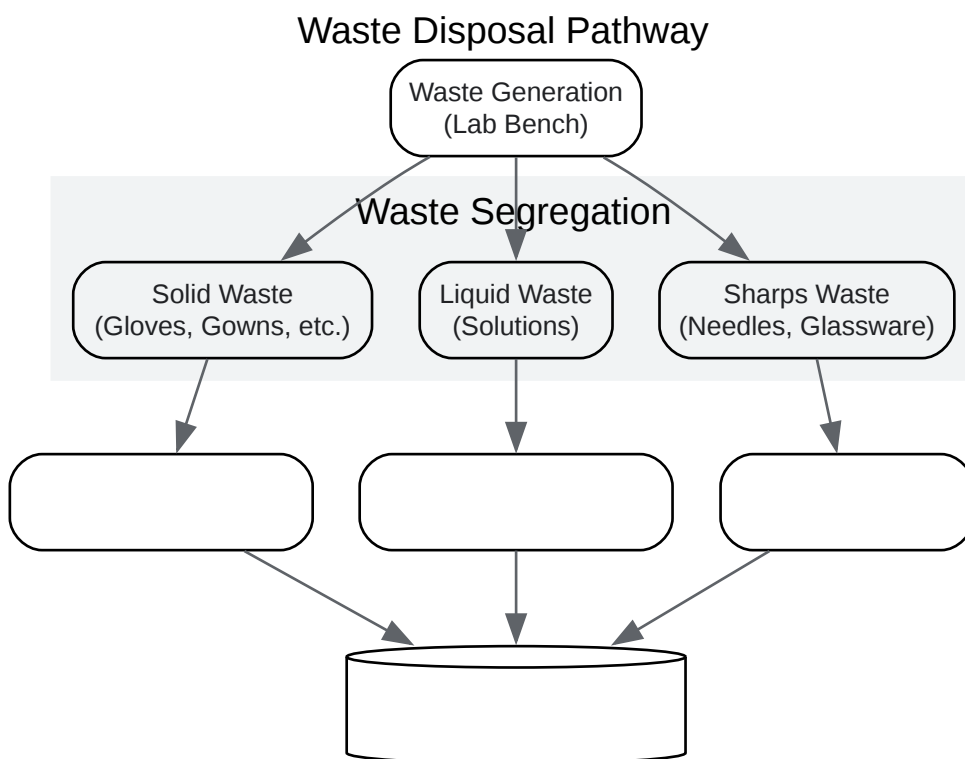 Waste Disposal Pathway
Waste Generation
(Lab Bench)
Waste Segregation
Solid Waste
(Gloves, Gowns, etc.)
Liquid Waste
(Solutions)
Sharps Waste
(Needles, Glassware)